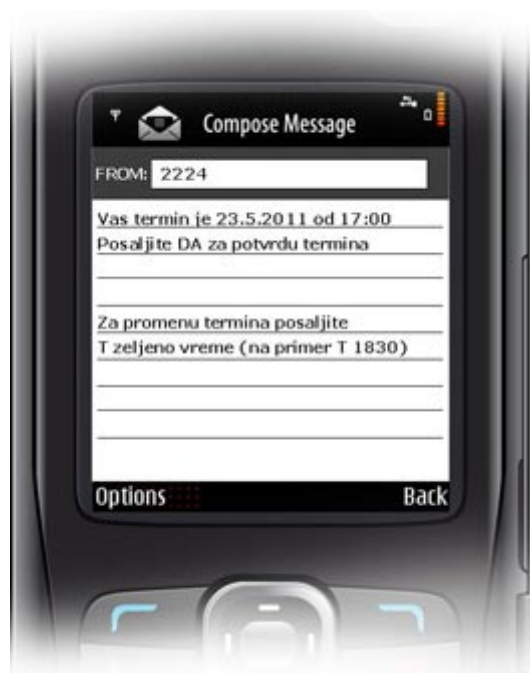 Compose Message
FROM: 2224
Vas termin je 23.5.2011 od 17:00
Posaljite DA za potvrdu termina
Za promenu termina posaljite
T zeljeno vreme (na primer T 1830)
Options
Back